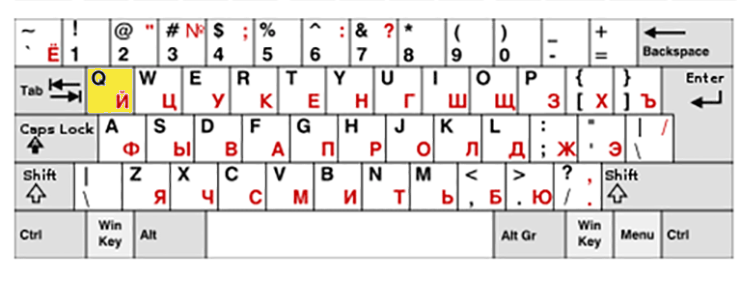 ~ ! @ " # № $ ; % ^ : & ? * ( ) _ +
` Ё 1 2 3 4 5 6 7 8 9 0 - = Backspace
Tab Q W E R T Y U I O P { } Enter
Й Ц У К Е Н Г Ш Щ З [ Х ] Ъ
Caps Lock A S D F G H J K L : " | /
Ф Ы В А П Р О Л Д ; Ж ' Э \
Shift | Z X C V B N M < > ? , Shift
\ Я Ч С М И Т Ь , Б . Ю / .
Ctrl Win Key Alt Alt Gr Win Key Menu Ctrl